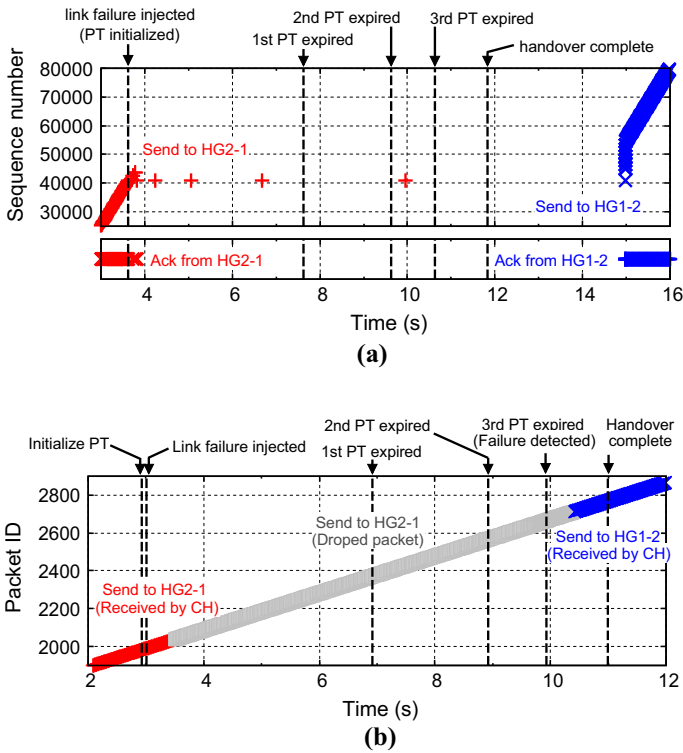 link failure injected
(PT initialized)
1st PT expired
2nd PT expired
3rd PT expired
handover complete
Sequence number
80000
70000
60000
50000
40000
30000
Send to HG2-1
Send to HG1-2
Ack from HG2-1
Ack from HG1-2
4 6 8 10 12 14 16
Time (s)
(a)
Initialize PT
Link failure injected
2nd PT expired
1st PT expired
3rd PT expired
(Failure detected)
Handover
complete
Packet ID
2800
2600
2400
2200
2000
Send to HG2-1
(Droped packet)
Send to HG1-2
(Received by CH)
Send to HG2-1
(Received by CH)
2 4 6 8 10 12
Time (s)
(b)